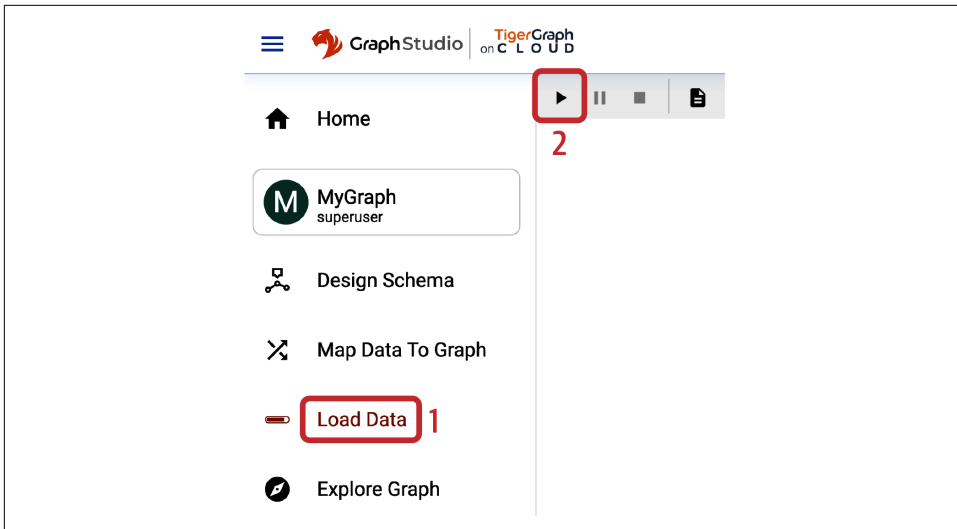 GraphStudio
TigerGraph
on CLOUD
2
Home
M
MyGraph
superuser
Design Schema
Map Data To Graph
Load Data 1
Explore Graph